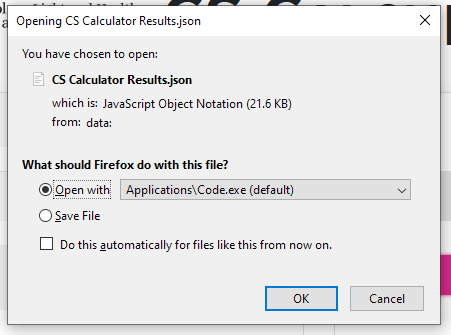 Opening CS Calculator Results.json
You have chosen to open:
CS Calculator Results.json
which is: JavaScript Object Notation (21.6 KB)
from: data:
What should Firefox do with this file?
Open with Applications\Code.exe (default)
Save File
Do this automatically for files like this from now on.
OK Cancel